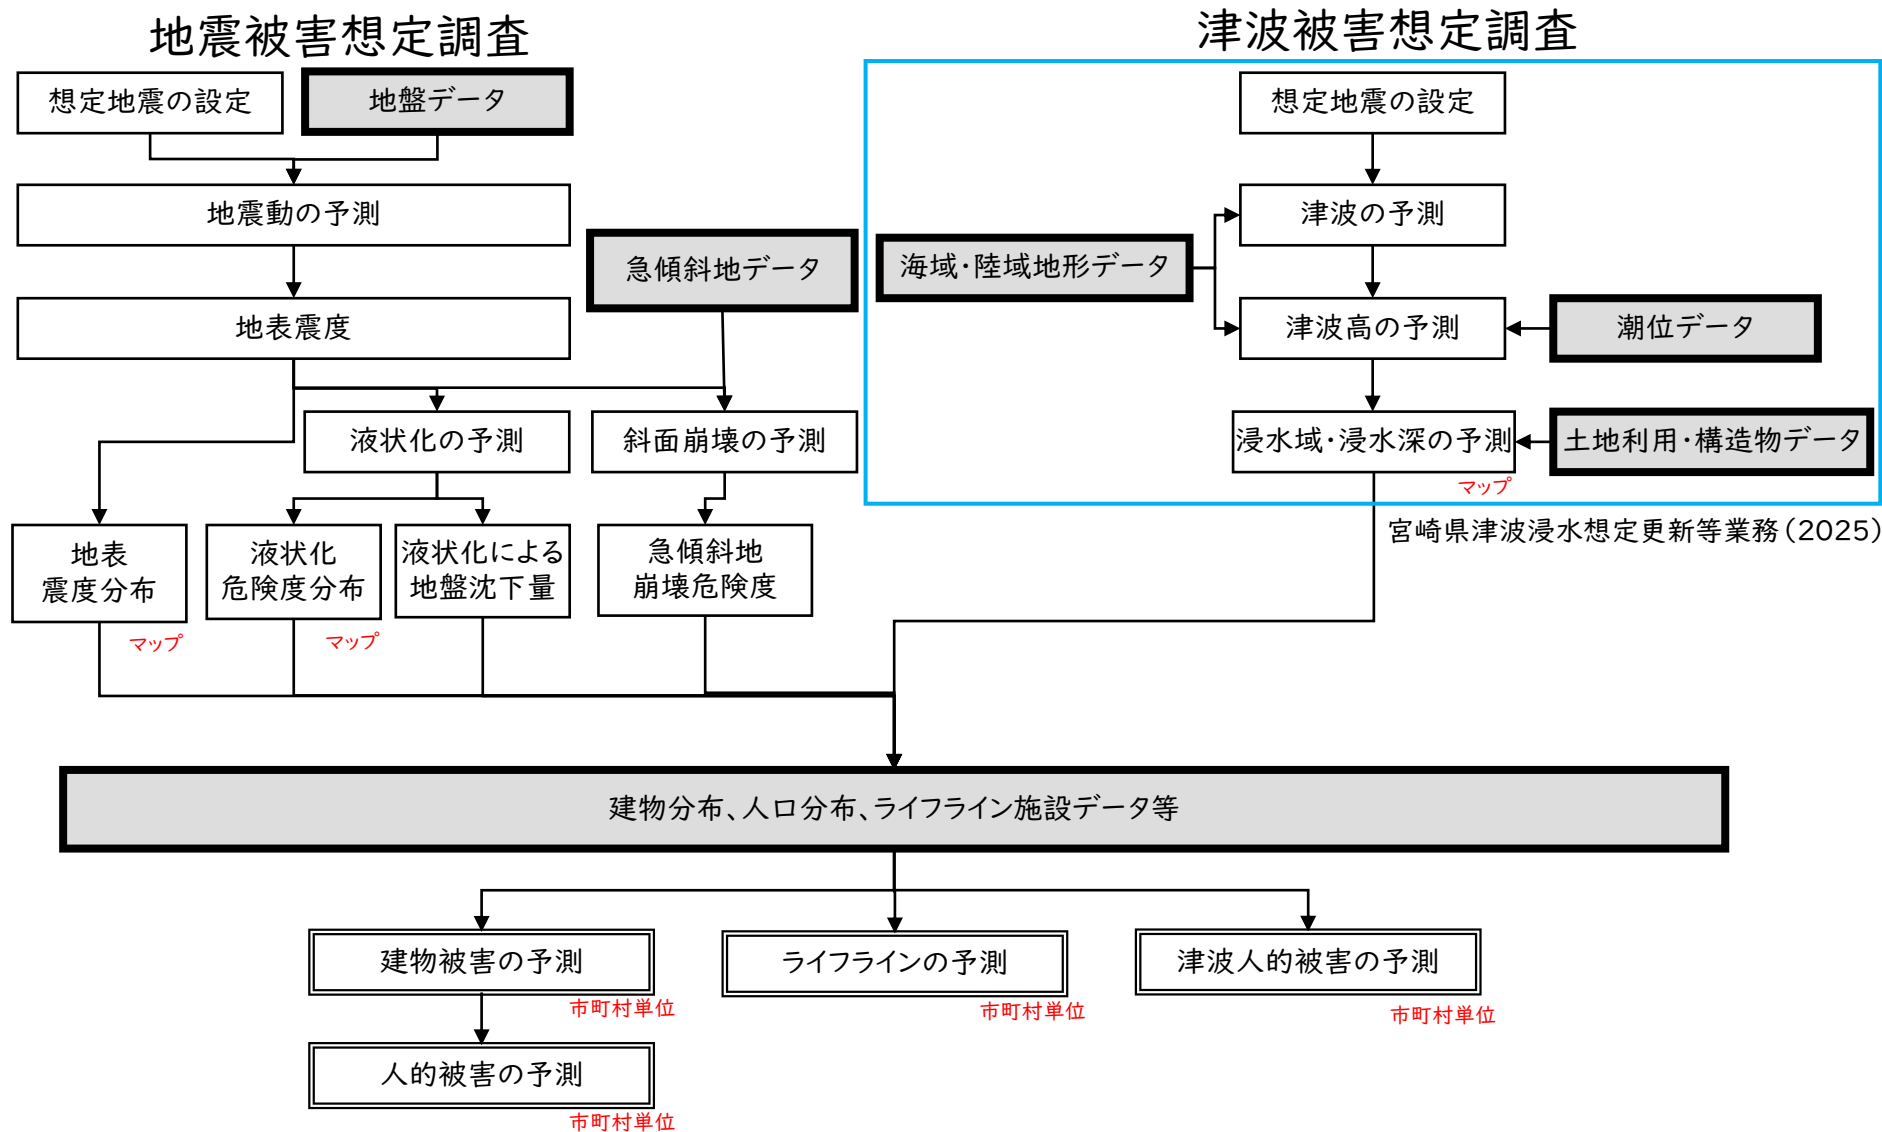 地震被害想定調査
津波被害想定調査
想定地震の設定
地盤データ
地震動の予測
地表震度
急傾斜地データ
液状化の予測
斜面崩壊の予測
地表
震度分布
マップ
液状化
危険度分布
マップ
液状化による
地盤沈下量
急傾斜地
崩壊危険度
想定地震の設定
津波の予測
海域・陸域地形データ
津波高の予測
潮位データ
浸水域・浸水深の予測
土地利用・構造物データ
マップ
宮崎県津波浸水想定更新等業務(2025)
建物分布、人口分布、ライフライン施設データ等
建物被害の予測
市町村単位
ライフラインの予測
市町村単位
津波人的被害の予測
市町村単位
人的被害の予測
市町村単位